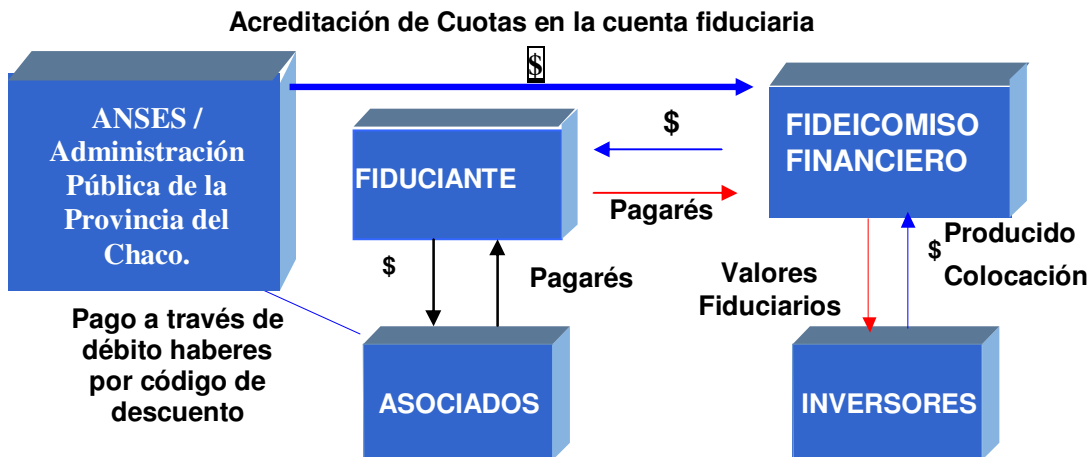 Acreditación de Cuotas en la cuenta fiduciaria
$
ANSES /
Administración
Pública de la
Provincia del
Chaco.
FIDUCIANTE
$
Pagarés
FIDEICOMISO
FINANCIERO
$
Pagarés
Valores
Fiduciarios
$
Producido
Colocación
Pago a través de
débito haberes
por código de
descuento
ASOCIADOS
INVERSORES